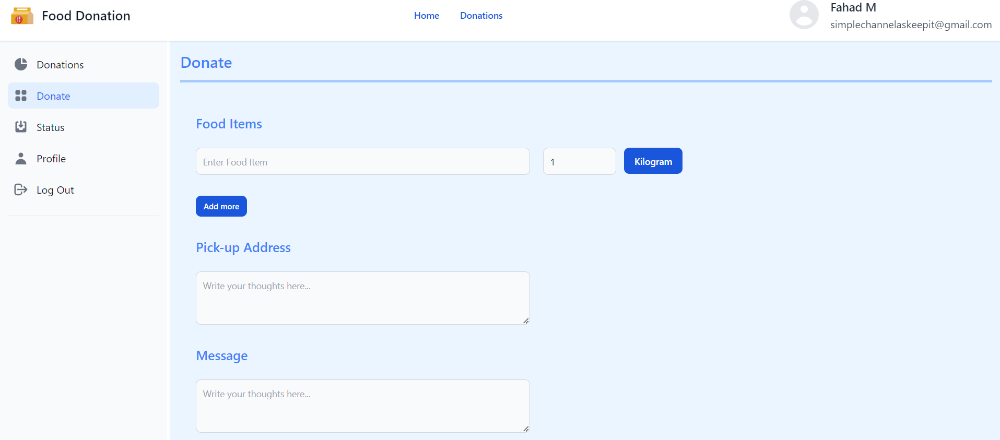 Food Donation
Home
Donations
Fahad M
simplechannelaskeepit@gmail.com
Donations
Donate
Status
Profile
Log Out
Donate
Food Items
Enter Food Item
1
Kilogram
Add more
Pick-up Address
Write your thoughts here...
Message
Write your thoughts here...